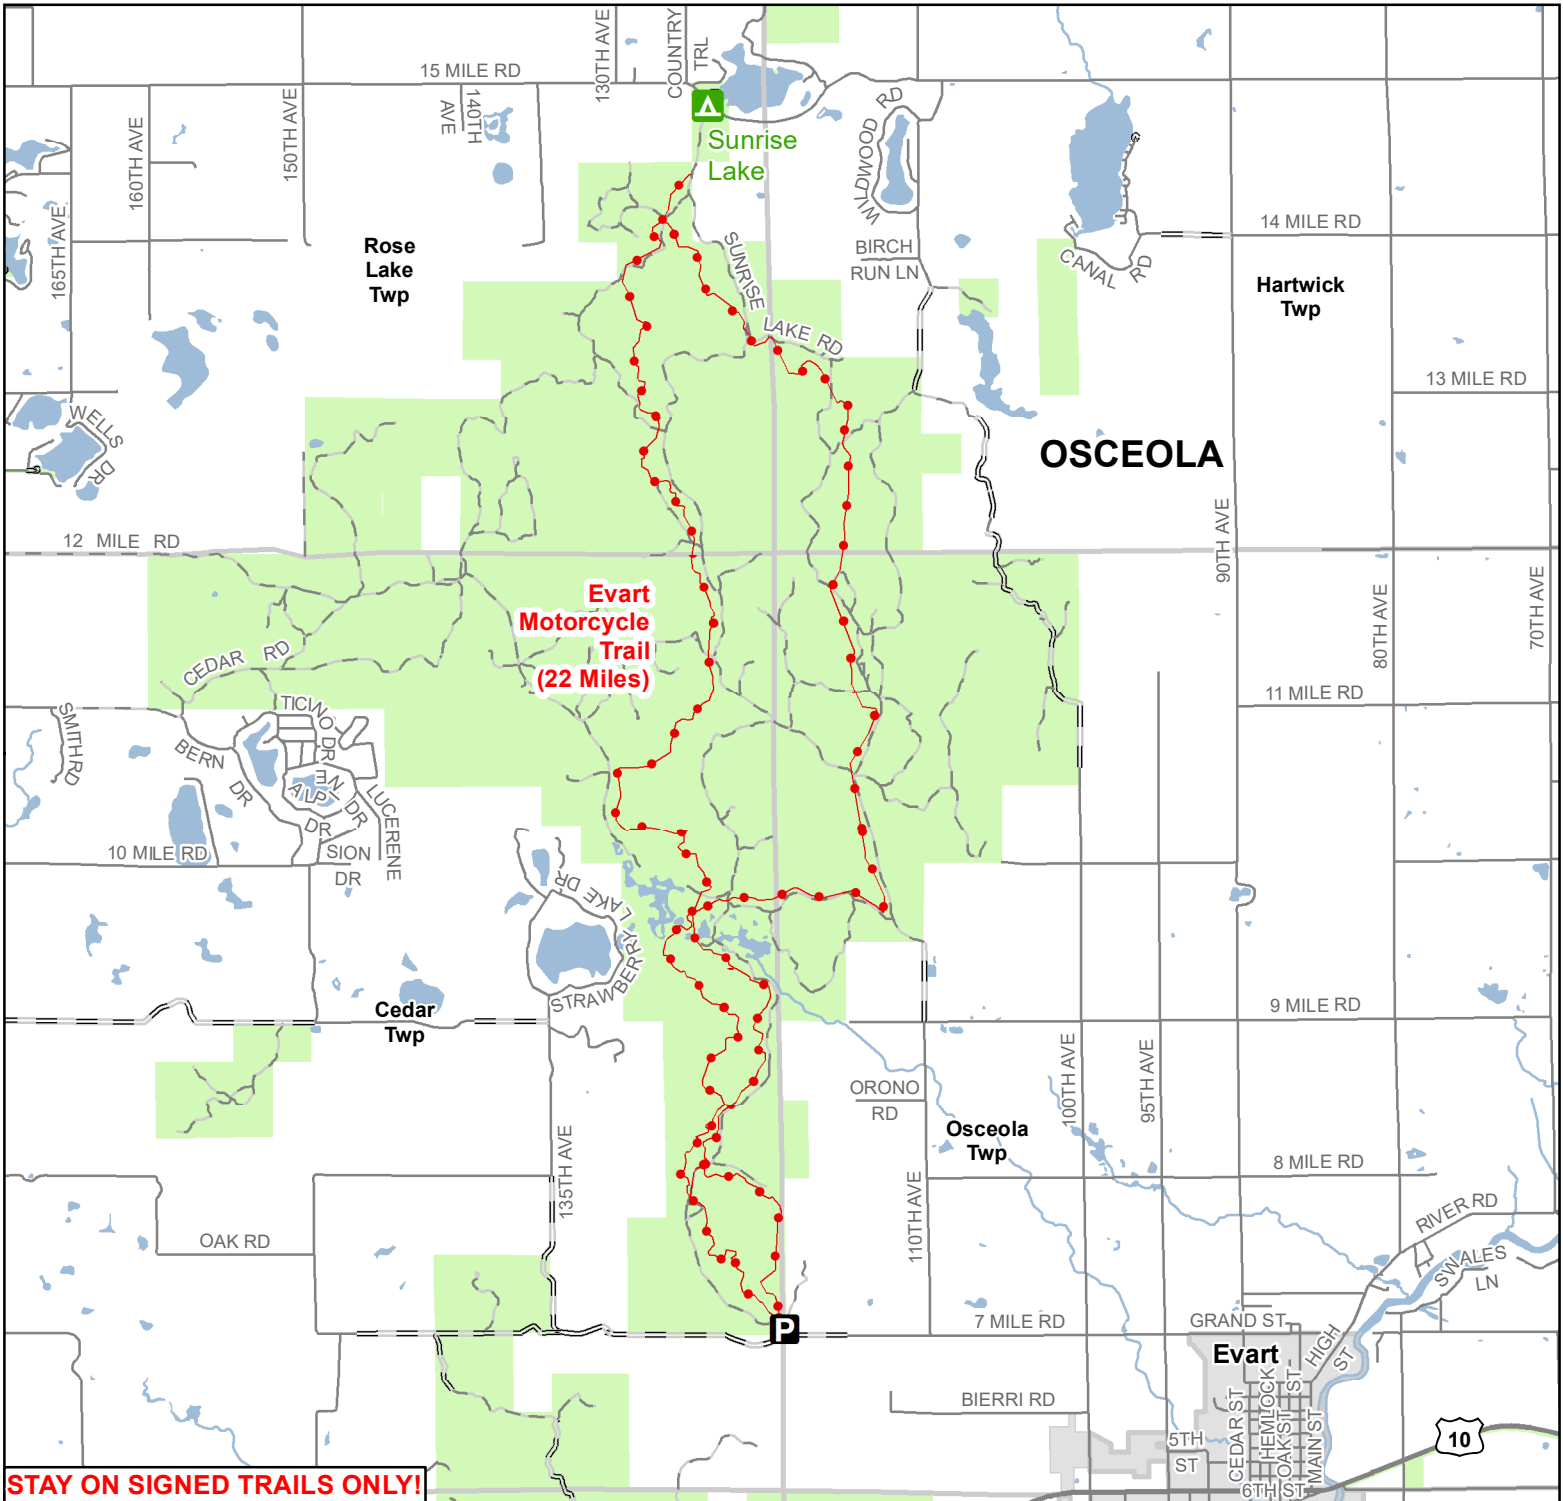 130TH AVE
COUNTRY
TRL
15 MILE RD
140TH
AVE
150TH AVE
160TH AVE
165TH AVE
Sunrise
Lake
WILDWOOD RD
BIRCH
RUN LN
14 MILE RD
CANAL RD
Rose
Lake
Twp
Hartwick
Twp
SUNRISE
LAKE RD
13 MILE RD
WELLS
DR
OSCEOLA
90TH AVE
12 MILE RD
80TH AVE
70TH AVE
Evart
Motorcycle
Trail
(22 Miles)
CEDAR RD
11 MILE RD
SMITH RD
TICINO DR
BERN
DR
ALPINE DR
LUCERENE
DR
SION
DR
10 MILE RD
STRAWBERRY LAKE DR
9 MILE RD
Cedar
Twp
100TH AVE
95TH AVE
ORONO
RD
Osceola
Twp
135TH AVE
8 MILE RD
110TH AVE
OAK RD
RIVER RD
SWALES
LN
7 MILE RD
GRAND ST
P
Evart
HIGH
ST
BIERRI RD
CEDAR ST
HEMLOCK
ST
OAK ST
MAIN ST
5TH
ST
6TH ST
10
STAY ON SIGNED TRAILS ONLY!